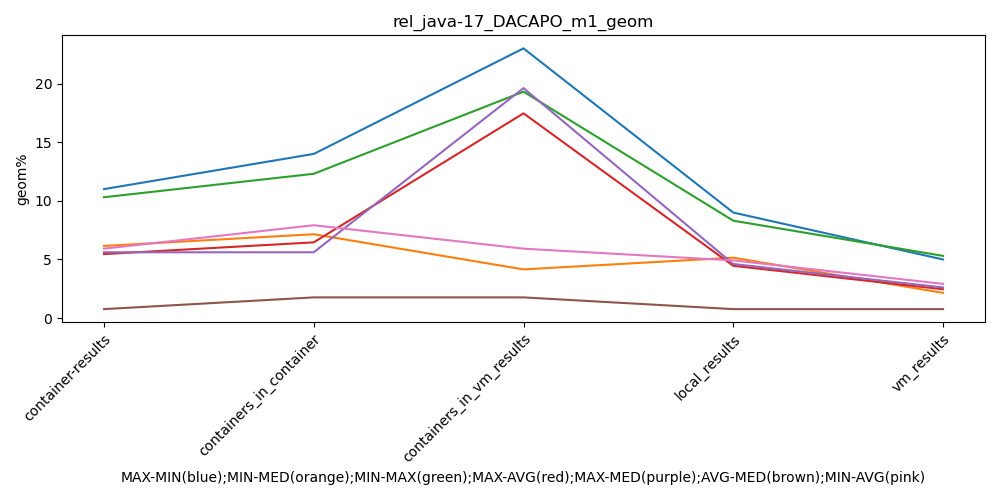 rel_java-17_DACAPO_m1_geom
geom%
20
15
10
5
0
container-results
containers_in_container
containers_in_vm_results
local_results
vm_results
MAX-MIN(blue);MIN-MED(orange);MIN-MAX(green);MAX-AVG(red);MAX-MED(purple);AVG-MED(brown);MIN-AVG(pink)